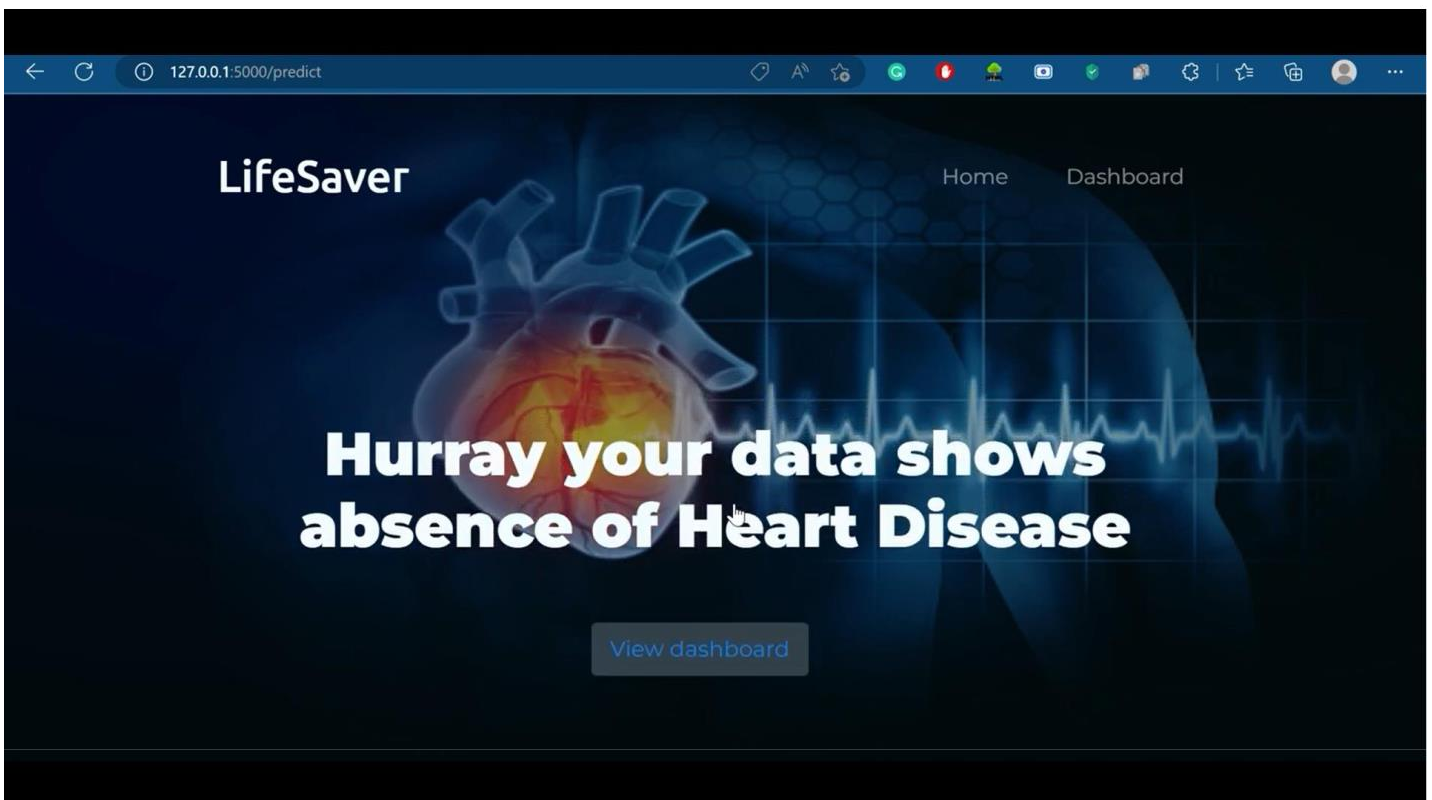 127.0.0.1:5000/predict
LifeSaver
Home
Dashboard
Hurray your data shows
absence of Heart Disease
View dashboard